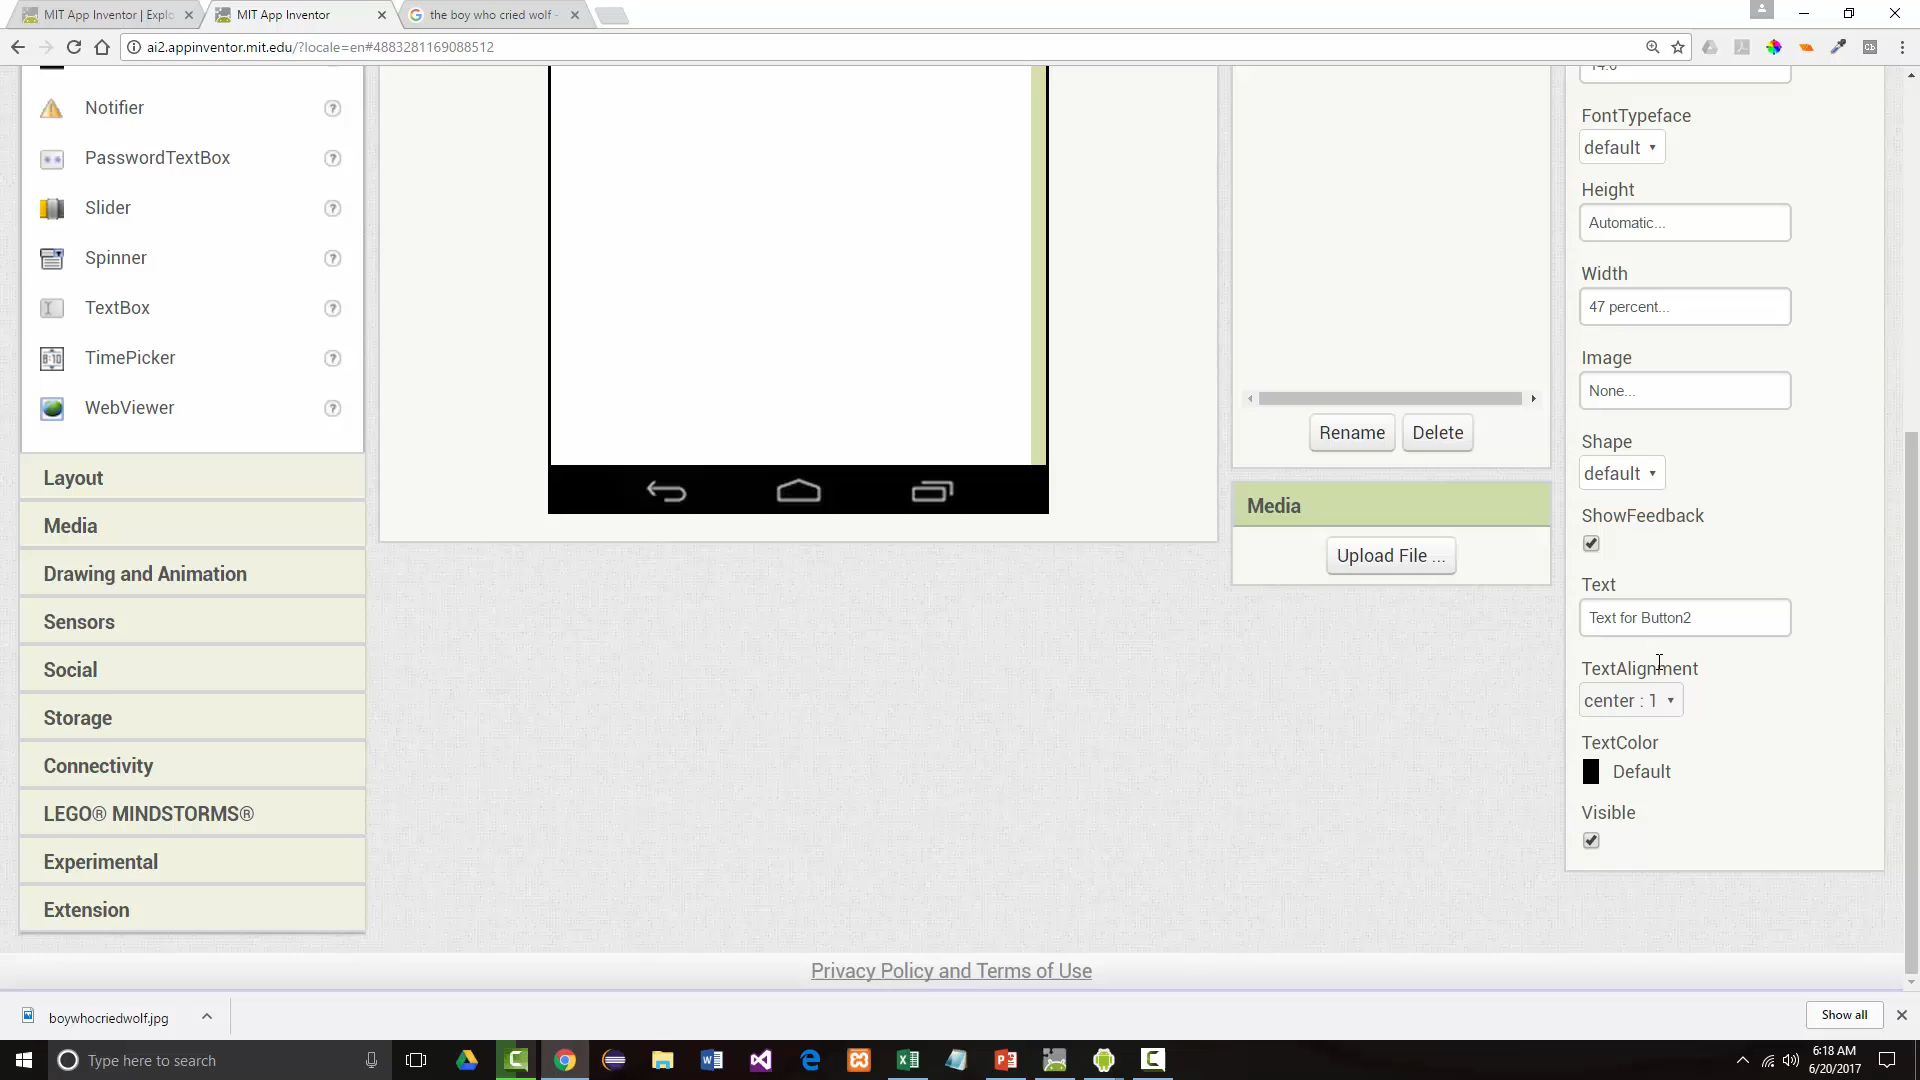 MIT App Inventor | Explo
MIT App Inventor
the boy who cried wolf -
ai2.appinventor.mit.edu/?locale=en#4883281169088512
Notifier
PasswordTextBox
Slider
Spinner
TextBox
TimePicker
WebViewer
Layout
Media
Drawing and Animation
Sensors
Social
Storage
Connectivity
LEGO® MINDSTORMS®
Experimental
Extension
Rename
Delete
Media
Upload File ...
14.0
FontTypeface
default
Height
Automatic...
Width
47 percent...
Image
None...
Shape
default
ShowFeedback
Text
Text for Button2
TextAlignment
center : 1
TextColor
Default
Visible
Privacy Policy and Terms of Use
boywhocriedwolf.jpg
Show all
Type here to search
6:18 AM
6/20/2017